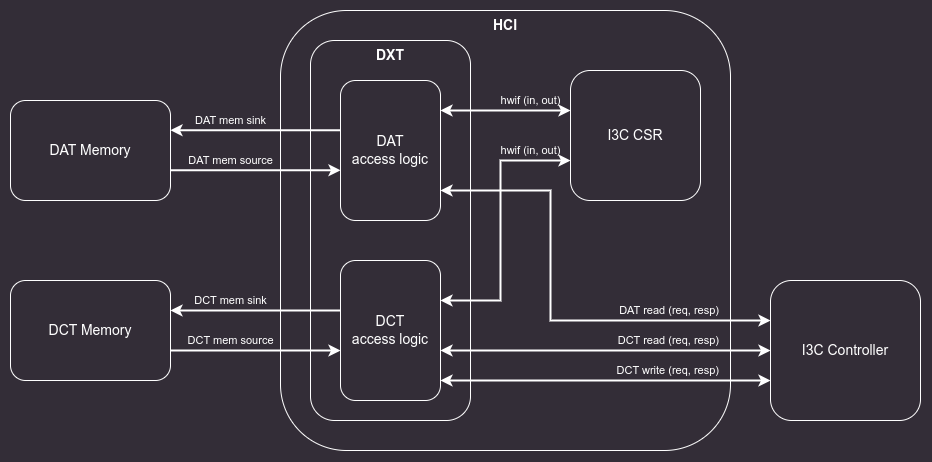 HCI
DXT
DAT Memory
DAT mem sink
DAT mem source
DAT
access logic
hwif (in, out)
hwif (in, out)
I3C CSR
DCT Memory
DCT mem sink
DCT mem source
DCT
access logic
DAT read (req, resp)
DCT read (req, resp)
DCT write (req, resp)
I3C Controller